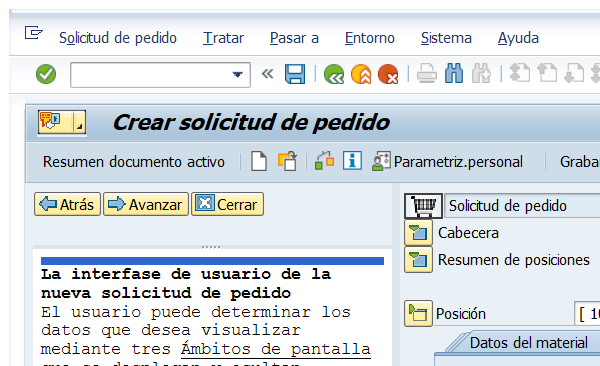 Solicitud de pedido Tratar Pasar a Entorno Sistema Ayuda
Crear solicitud de pedido
Resumen documento activo Parametriz.personal Graba
Atrás Avanzar Cerrar
Solicitud de pedido
Cabecera
Resumen de posiciones
La interfase de usuario de la
nueva solicitud de pedido
El usuario puede determinar los
datos que desea visualizar
mediante tres Ámbitos de pantalla
Posición [ 10
Datos del material